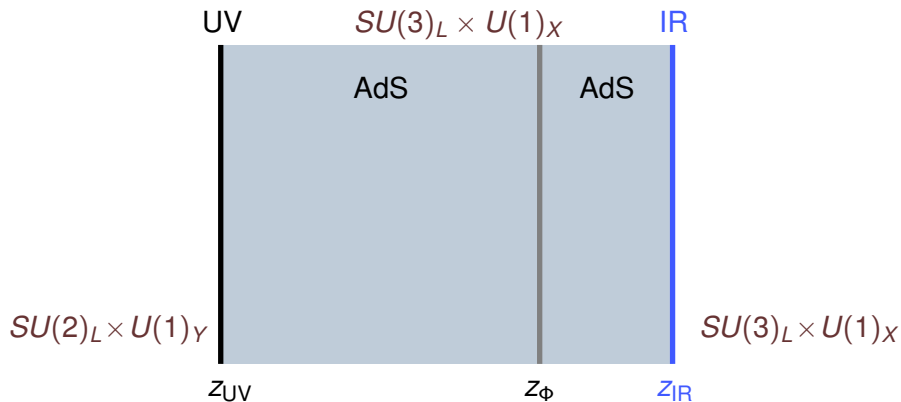 UV SU(3)_L × U(1)_X IR
AdS AdS
SU(2)_L × U(1)_Y SU(3)_L × U(1)_X
z_UV z_Φ z_IR